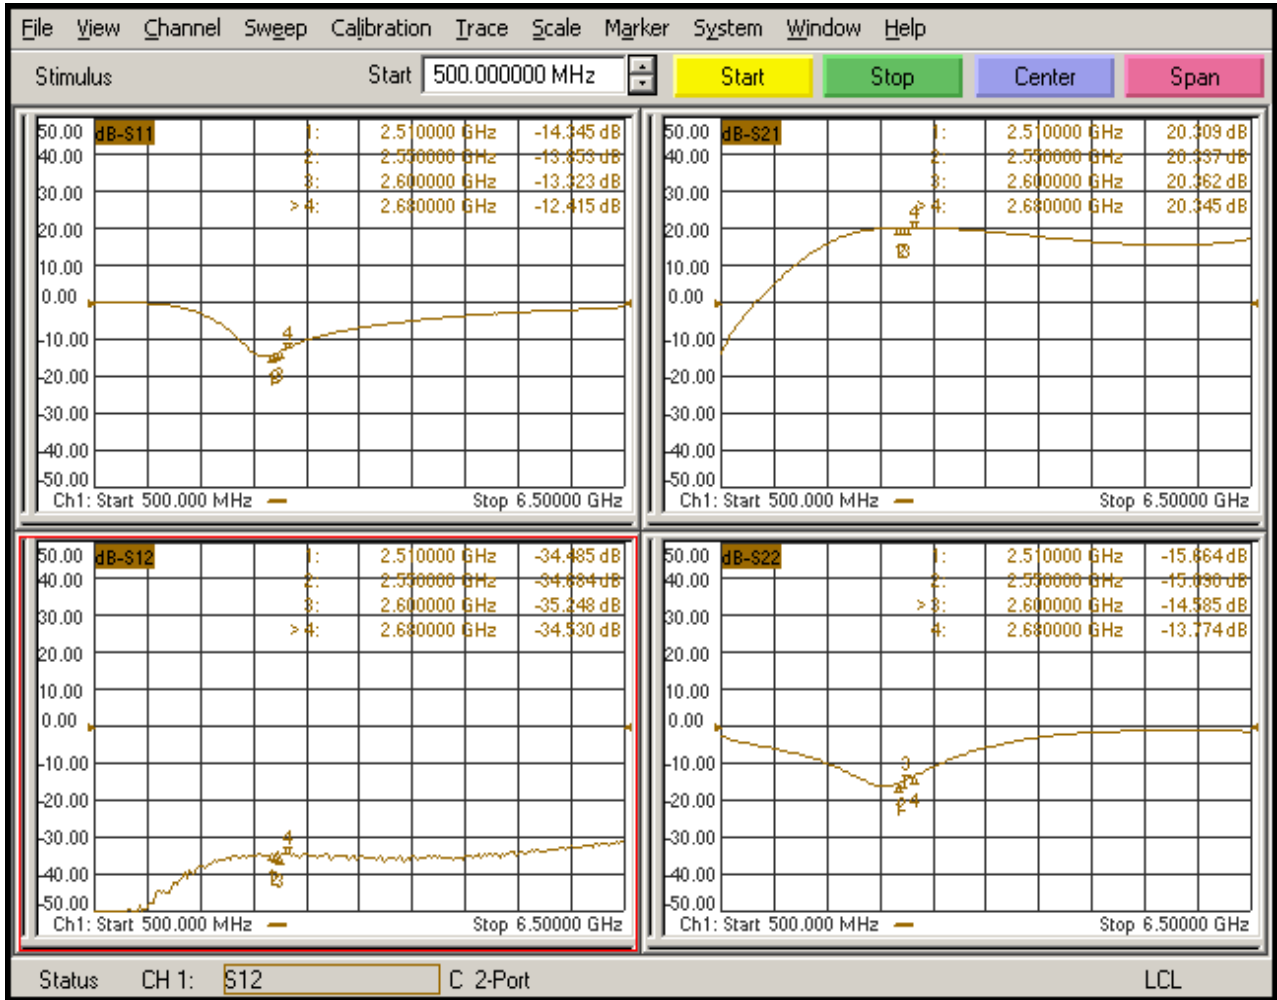 File View Channel Sweep Calibration Trace Scale Marker System Window Help
Stimulus Start 500.000000 MHz Start Stop Center Span
50.00 dB-S11 1: 2.510000 GHz -14.345 dB
40.00 2: 2.550000 GHz -13.853 dB
30.00 3: 2.600000 GHz -13.323 dB
> 4: 2.680000 GHz -12.415 dB
20.00
10.00
0.00
-10.00
4
-20.00
-30.00
-40.00
-50.00
Ch1: Start 500.000 MHz Stop 6.50000 GHz
50.00 dB-S21 1: 2.510000 GHz 20.309 dB
40.00 2: 2.550000 GHz 20.337 dB
30.00 3: 2.600000 GHz 20.362 dB
> 4: 2.680000 GHz 20.345 dB
4
20.00
10.00
0.00
-10.00
-20.00
-30.00
-40.00
-50.00
Ch1: Start 500.000 MHz Stop 6.50000 GHz
50.00 dB-S12 1: 2.510000 GHz -34.485 dB
40.00 2: 2.550000 GHz -34.684 dB
30.00 3: 2.600000 GHz -35.248 dB
> 4: 2.680000 GHz -34.530 dB
20.00
10.00
0.00
-10.00
-20.00
-30.00
4
-40.00
-50.00
Ch1: Start 500.000 MHz Stop 6.50000 GHz
50.00 dB-S22 1: 2.510000 GHz -15.664 dB
40.00 2: 2.550000 GHz -15.090 dB
30.00 > 3: 2.600000 GHz -14.585 dB
4: 2.680000 GHz -13.774 dB
20.00
10.00
0.00
-10.00
3
-20.00
4
-30.00
-40.00
-50.00
Ch1: Start 500.000 MHz Stop 6.50000 GHz
Status CH 1: S12 C 2-Port LCL